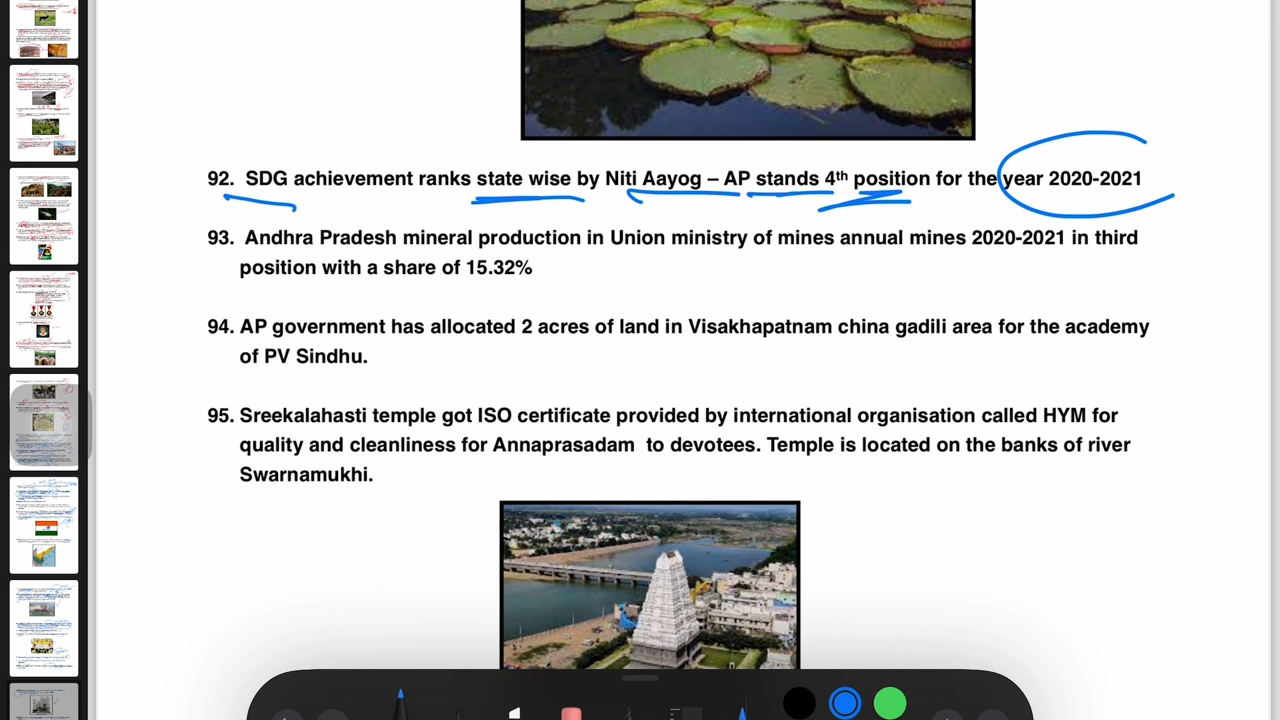 92. SDG achievement ranks state wise by Niti Aayog – AP stands 4th position for the year 2020-2021
93. Andhra Pradesh mineral production in Union ministry of mines annual mines 2020-2021 in third
position with a share of 15.32%
94. AP government has allocated 2 acres of land in Visakhapatnam china gadili area for the academy
of PV Sindhu.
95. Sreekalahasti temple got ISO certificate provided by international organisation called HYM for
quality and cleanliness for Annaprasadam to devotees. Temple is located on the banks of river
Swarnamukhi.